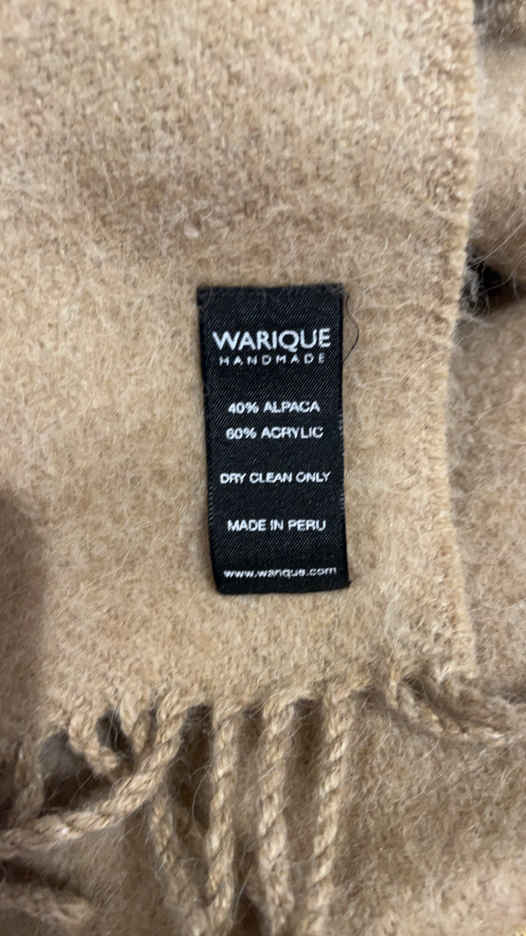 WARIQUE
HANDMADE
40% ALPACA
60% ACRYLIC
DRY CLEAN ONLY
MADE IN PERU
www.warique.com